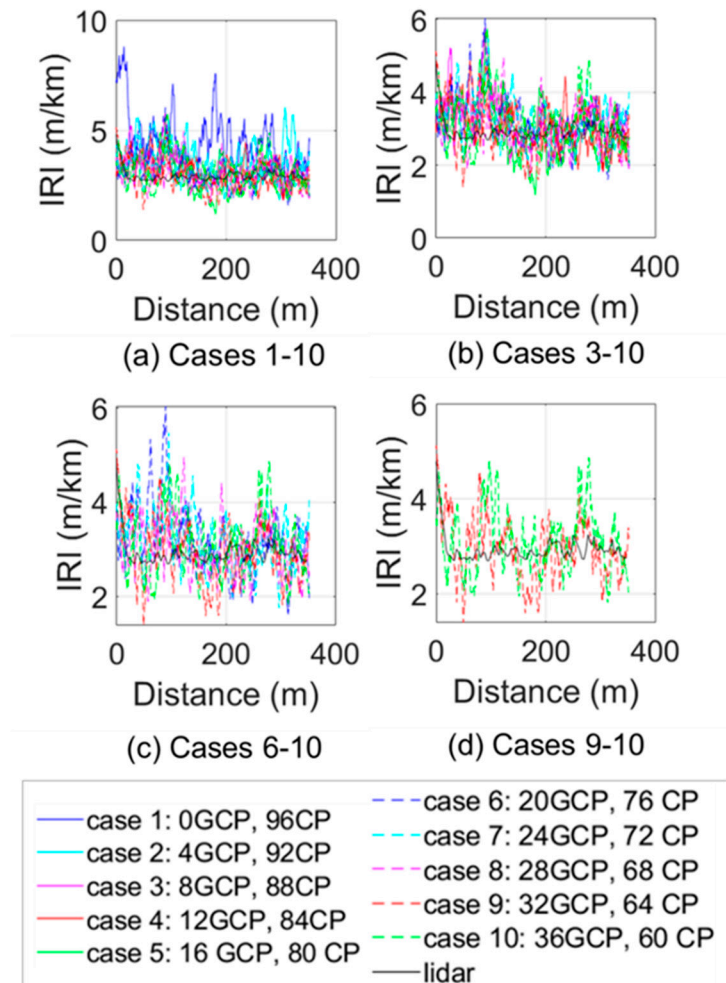 10
5
0
IRI (m/km)
0 200 400
Distance (m)
(a) Cases 1-10
6
4
2
0
IRI (m/km)
0 200 400
Distance (m)
(b) Cases 3-10
6
4
2
IRI (m/km)
0 200 400
Distance (m)
(c) Cases 6-10
6
4
2
IRI (m/km)
0 200 400
Distance (m)
(d) Cases 9-10
case 1: 0GCP, 96CP
case 2: 4GCP, 92CP
case 3: 8GCP, 88CP
case 4: 12GCP, 84CP
case 5: 16 GCP, 80 CP
case 6: 20GCP, 76 CP
case 7: 24GCP, 72 CP
case 8: 28GCP, 68 CP
case 9: 32GCP, 64 CP
case 10: 36GCP, 60 CP
lidar